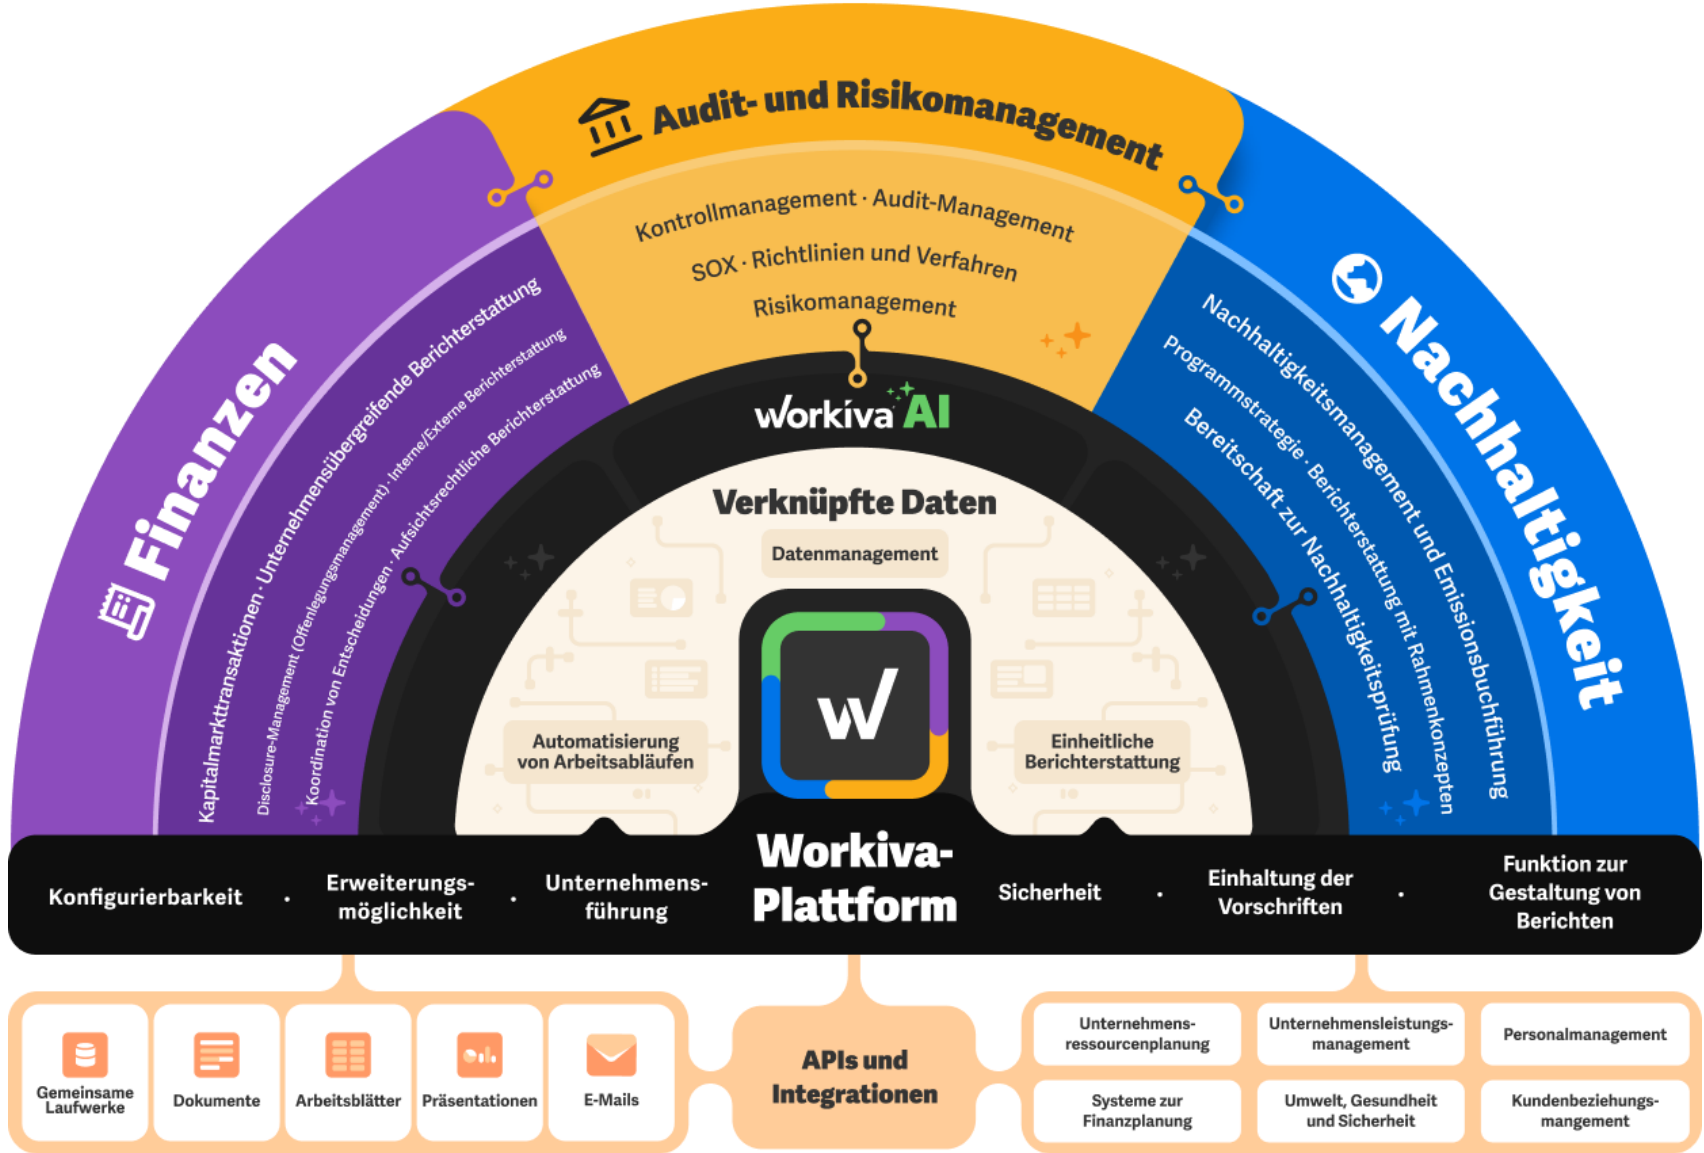 Audit- und Risikomanagement
Kontrollmanagement · Audit-Management
SOX · Richtlinien und Verfahren
Risikomanagement
Finanzen
Kapitalmarkttransaktionen · Unternehmensübergreifende Berichterstattung
Disclosure-Management (Offenlegungsmanagement) · Interne/Externe Berichterstattung
Koordination von Entscheidungen · Aufsichtsrechtliche Berichterstattung
Nachhaltigkeit
Nachhaltigkeitsmanagement und Emissionsbuchführung
Programmstrategie · Berichterstattung mit Rahmenkonzepten
Bereitschaft zur Nachhaltigkeitsprüfung
workiva AI
Verknüpfte Daten
Datenmanagement
Automatisierung
von Arbeitsabläufen
W
Einheitliche
Berichterstattung
Workiva-
Plattform
Konfigurierbarkeit ·
Erweiterungs-
möglichkeit ·
Unternehmens-
führung
Sicherheit ·
Einhaltung der
Vorschriften ·
Funktion zur
Gestaltung von
Berichten
Gemeinsame
Laufwerke
Dokumente
Arbeitsblätter
Präsentationen
E-Mails
APIs und
Integrationen
Unternehmens-
ressourcenplanung
Unternehmensleistungs-
management
Personalmanagement
Systeme zur
Finanzplanung
Umwelt, Gesundheit
und Sicherheit
Kundenbeziehungs-
mangement